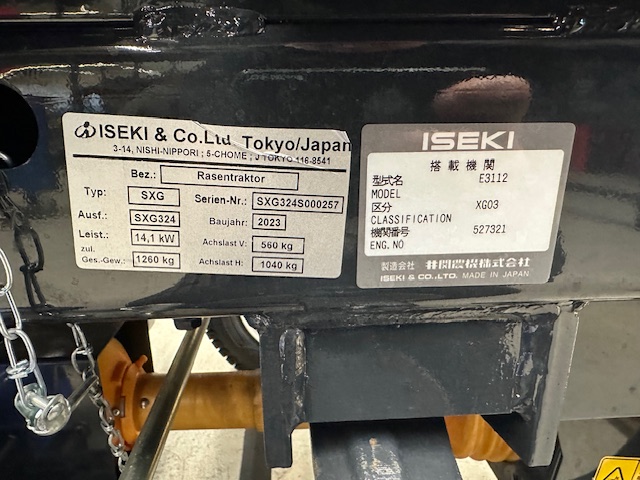 ISEKI & Co.Ltd. Tokyo/Japan
3-14, NISHI-NIPPORI ; 5-CHOME ; TOKYO 116-8541
Bez.: Rasentraktor
Typ: SXG Serien-Nr.: SXG324S000257
Ausf.: SXG324 Baujahr: 2023
Leist.: 14,1 kW Achslast V: 560 kg
zul.
Ges.-Gew.: 1260 kg Achslast H: 1040 kg
ISEKI
搭載機関
型式名 E3112
MODEL
区分 XG03
CLASSIFICATION
機関番号 527321
ENG.NO
製造会社 井関農機株式会社
ISEKI & CO.,LTD. MADE IN JAPAN